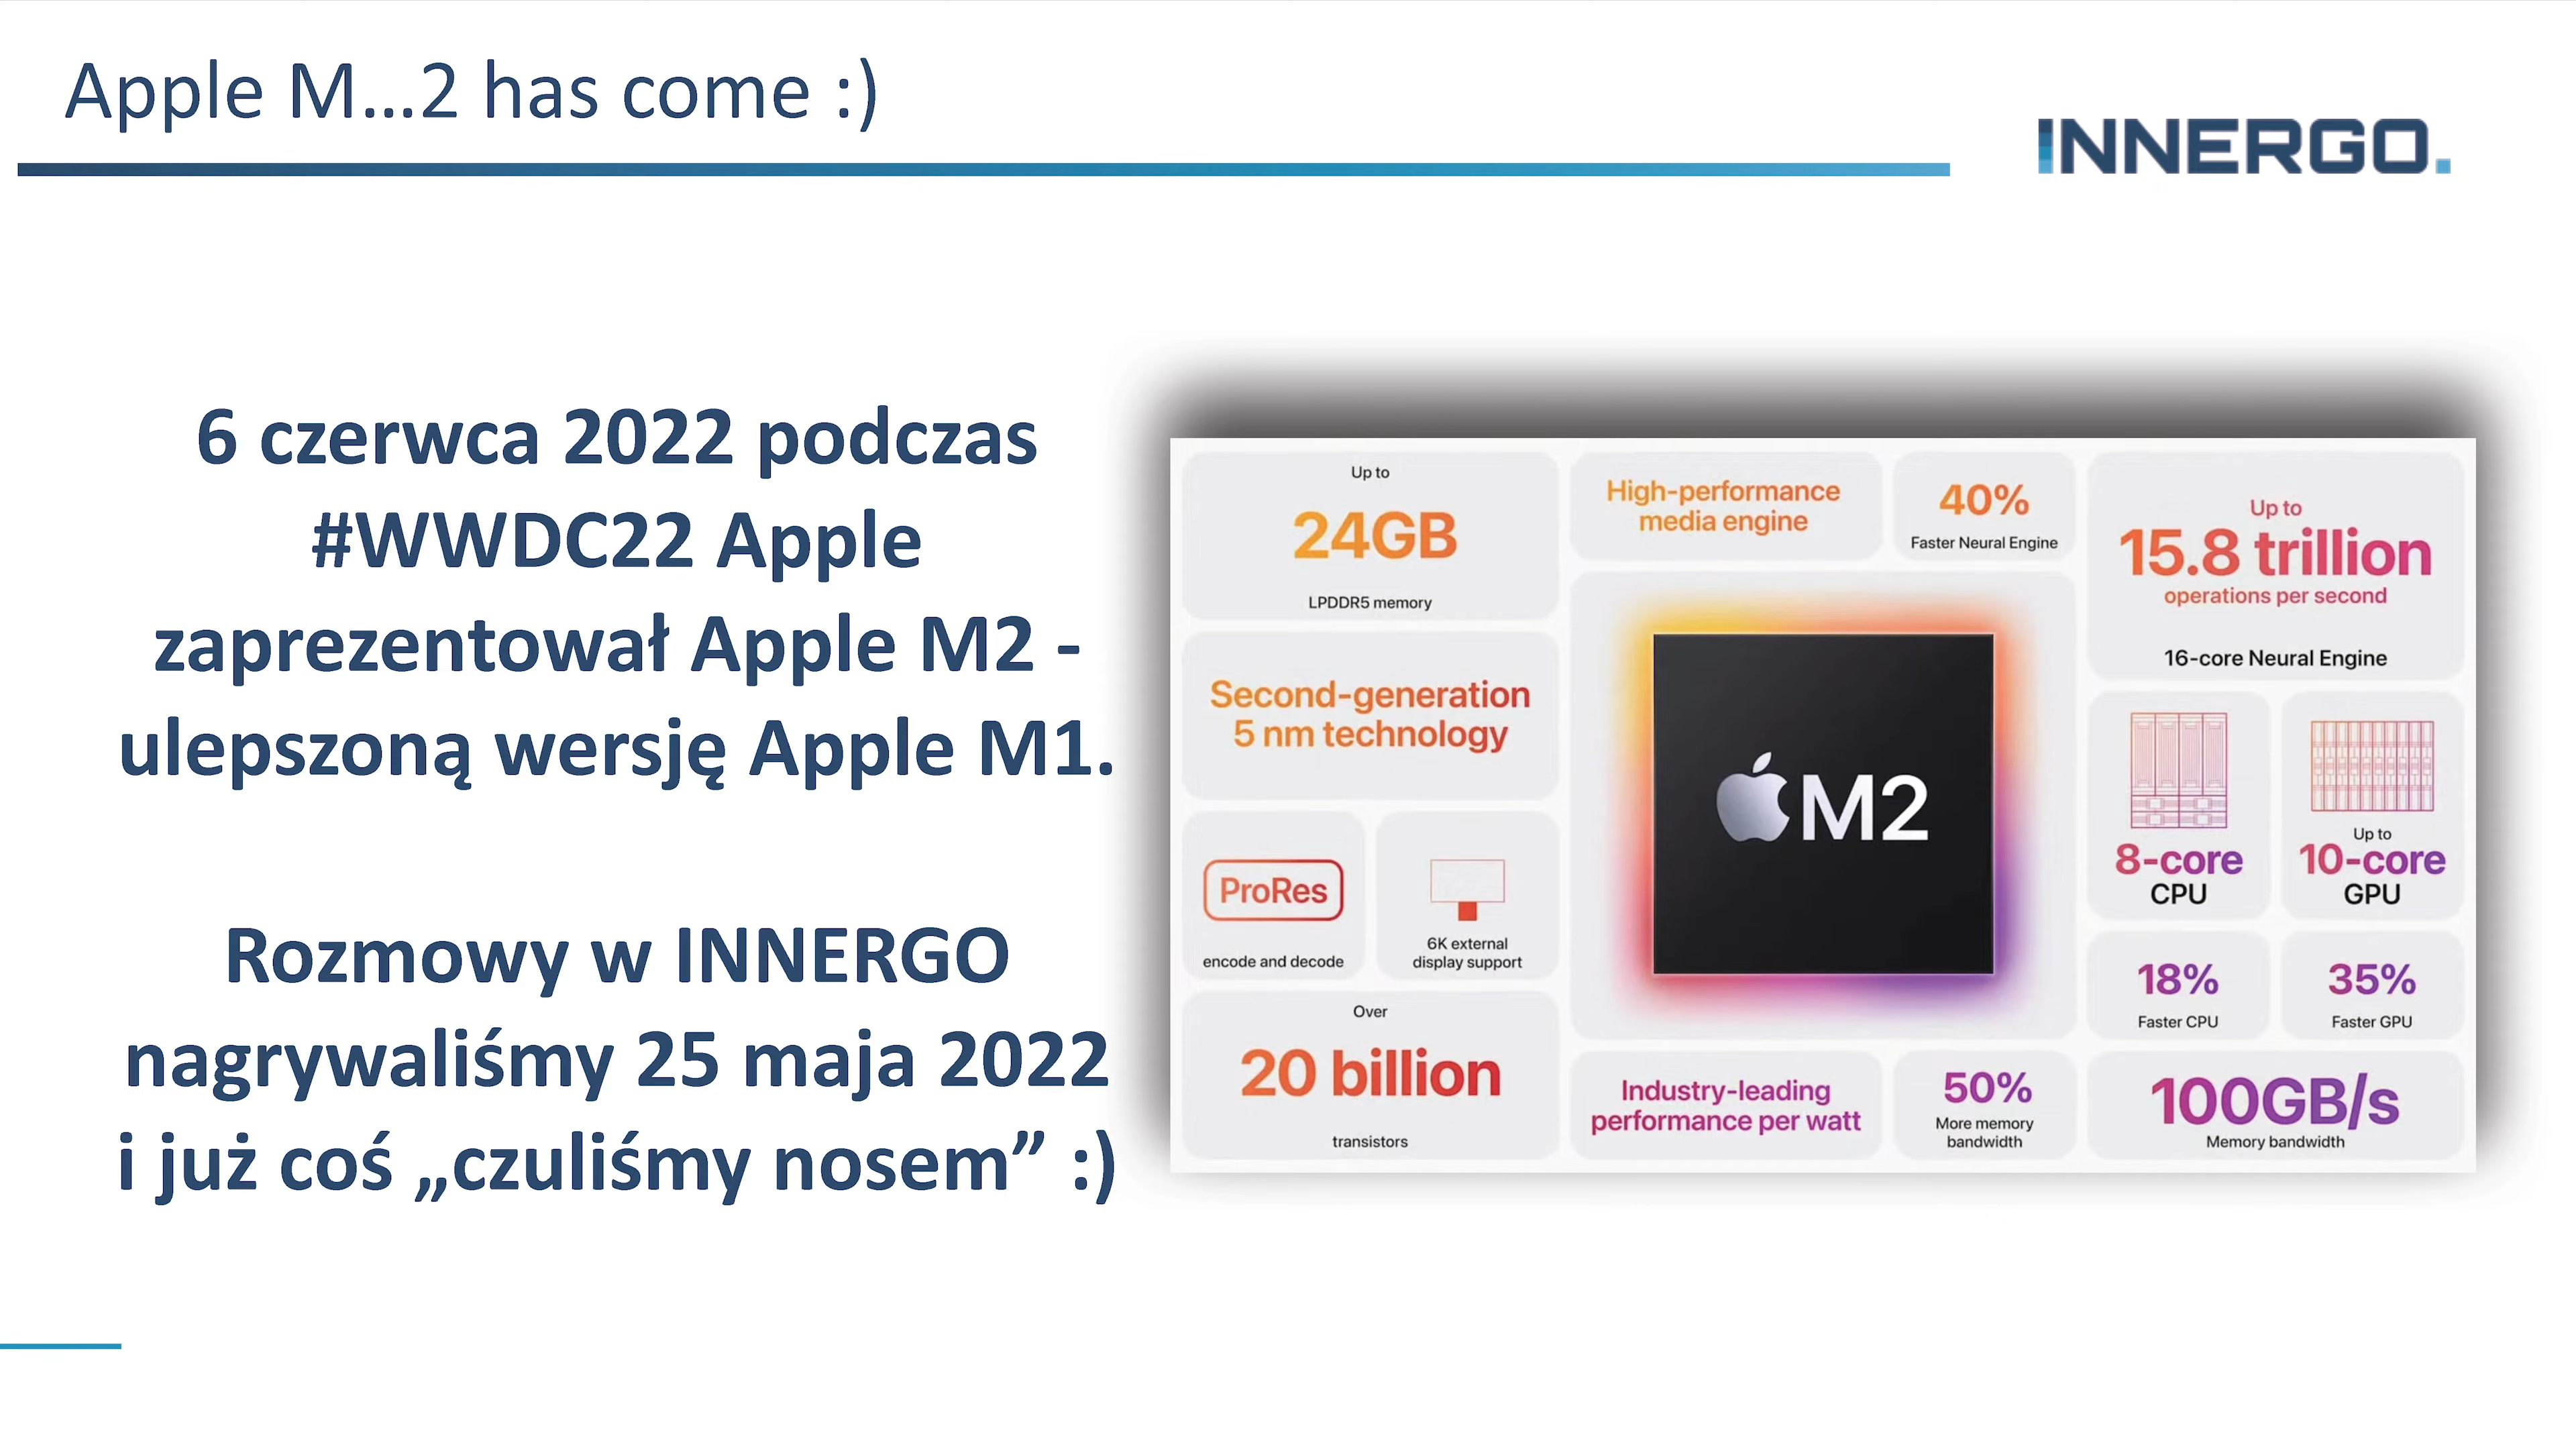 Apple M...2 has come :)
INNERGO.
6 czerwca 2022 podczas
#WWDC22 Apple
zaprezentował Apple M2 -
ulepszoną wersję Apple M1.
Rozmowy w INNERGO
nagrywaliśmy 25 maja 2022
i już coś „czuliśmy nosem” :)
Up to
24GB
LPDDR5 memory
Second-generation
5 nm technology
ProRes
encode and decode
6K external
display support
Over
20 billion
transistors
High-performance
media engine
40%
Faster Neural Engine
M2
Industry-leading
performance per watt
50%
More memory
bandwidth
Up to
15.8 trillion
operations per second
16-core Neural Engine
8-core
CPU
Up to
10-core
GPU
18%
Faster CPU
35%
Faster GPU
100GB/s
Memory bandwidth